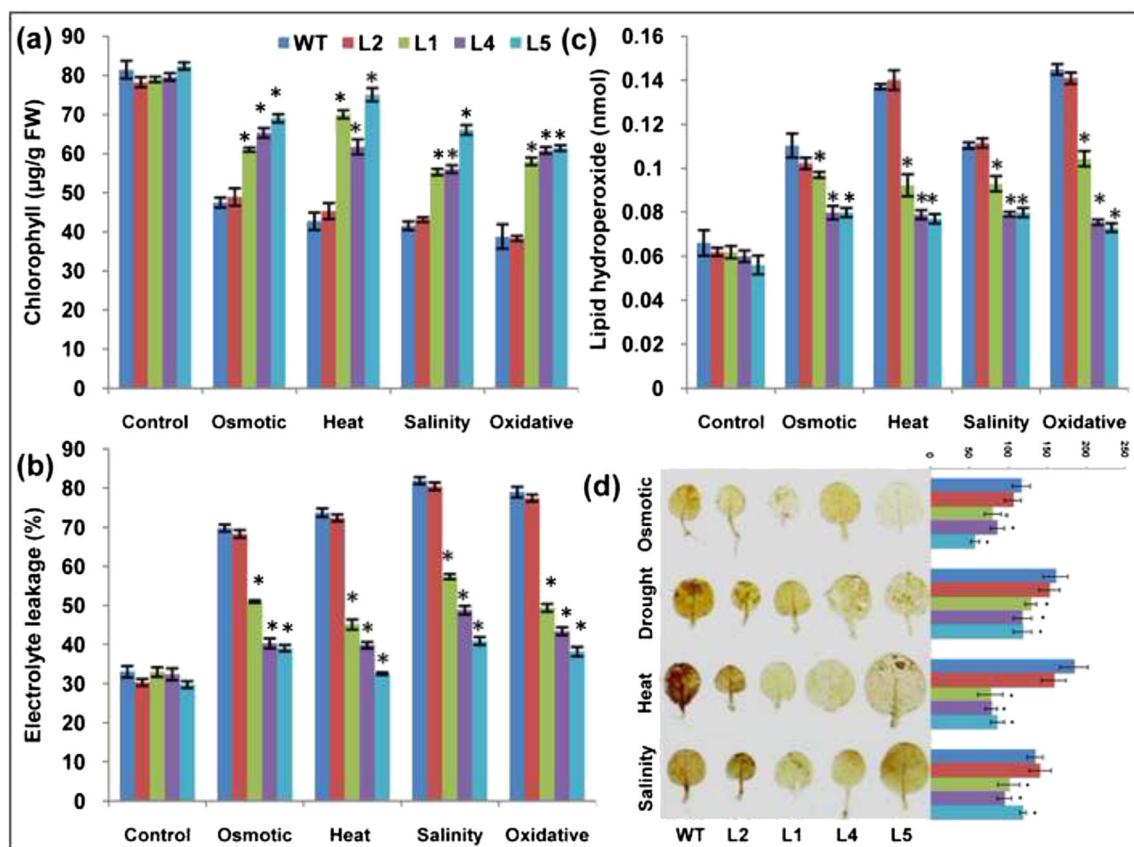 (a)
Chlorophyll (µg/g FW)
90
80
70
60
50
40
30
20
10
0
WT L2 L1 L4 L5
* * * * * * * * * * * *
Control Osmotic Heat Salinity Oxidative
(c)
Lipid hydroperoxide (nmol)
0.16
0.14
0.12
0.1
0.08
0.06
0.04
0.02
0
* * * * * * * * * * * *
Control Osmotic Heat Salinity Oxidative
(b)
Electrolyte leakage (%)
90
80
70
60
50
40
30
20
10
0
* * * * * * * * * * * *
Control Osmotic Heat Salinity Oxidative
(d)
0 50 100 150 200 250
Osmotic
Drought
Heat
Salinity
WT L2 L1 L4 L5